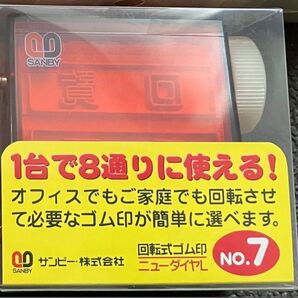 SANBY
1台で8通りに使える!
オフィスでもご家庭でも回転させ
て必要なゴム印が簡単に選べます。
SANBY
サンビー・株式会社
回転式ゴム印
ニューダイヤL
NO.7